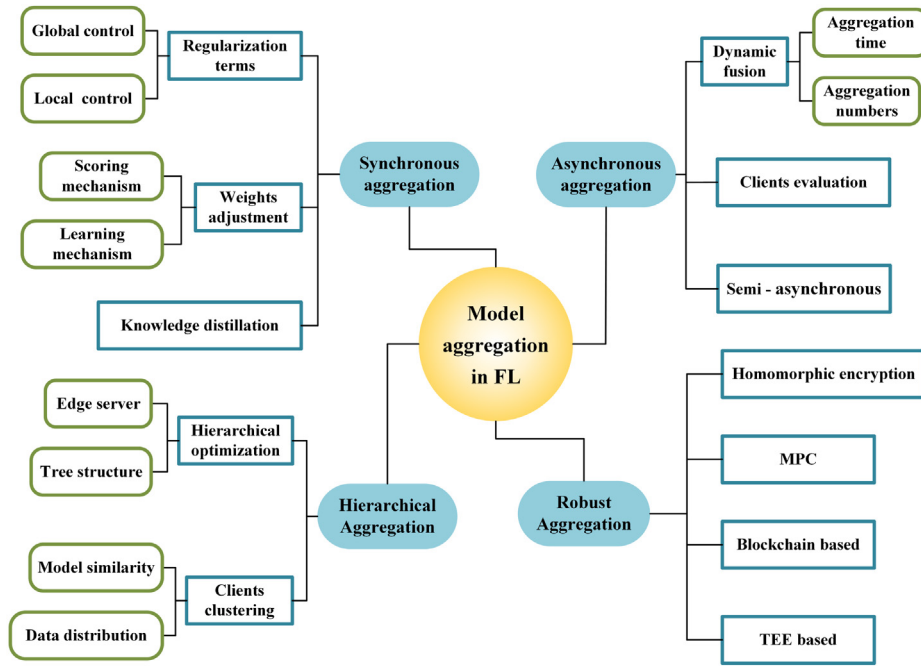 Global control
Local control
Regularization
terms
Scoring
mechanism
Learning
mechanism
Weights
adjustment
Knowledge distillation
Synchronous
aggregation
Asynchronous
aggregation
Dynamic
fusion
Aggregation
time
Aggregation
numbers
Clients evaluation
Semi - asynchronous
Model
aggregation
in FL
Edge server
Tree structure
Hierarchical
optimization
Model similarity
Data distribution
Clients
clustering
Hierarchical
Aggregation
Robust
Aggregation
Homomorphic encryption
MPC
Blockchain based
TEE based